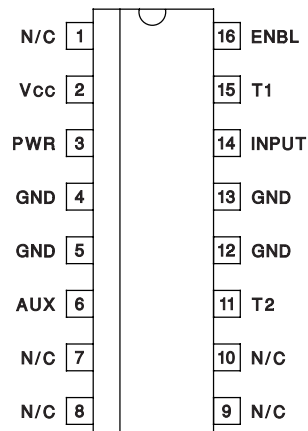 N/C 1 16 ENBL
Vcc 2 15 T1
PWR 3 14 INPUT
GND 4 13 GND
GND 5 12 GND
AUX 6 11 T2
N/C 7 10 N/C
N/C 8 9 N/C